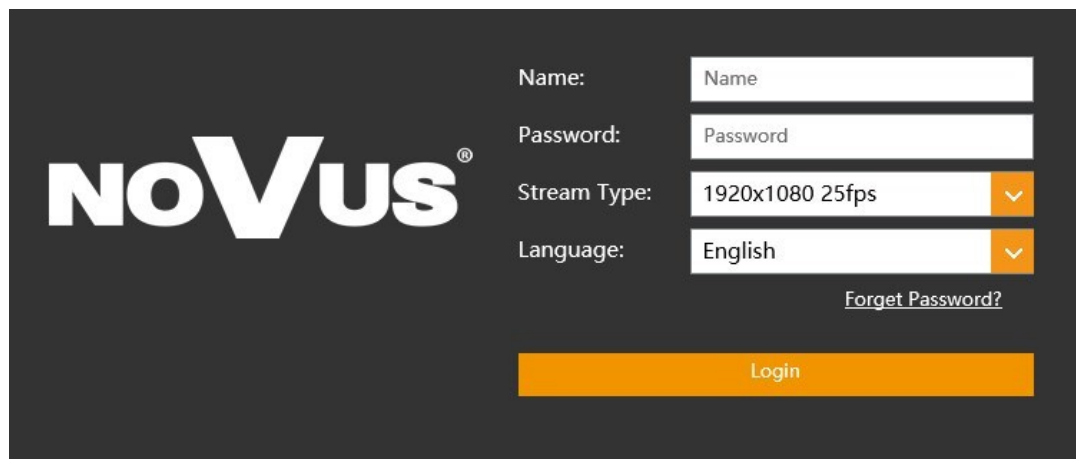 NOVUS®
Name: Name
Password: Password
Stream Type: 1920x1080 25fps
Language: English
Forget Password?
Login